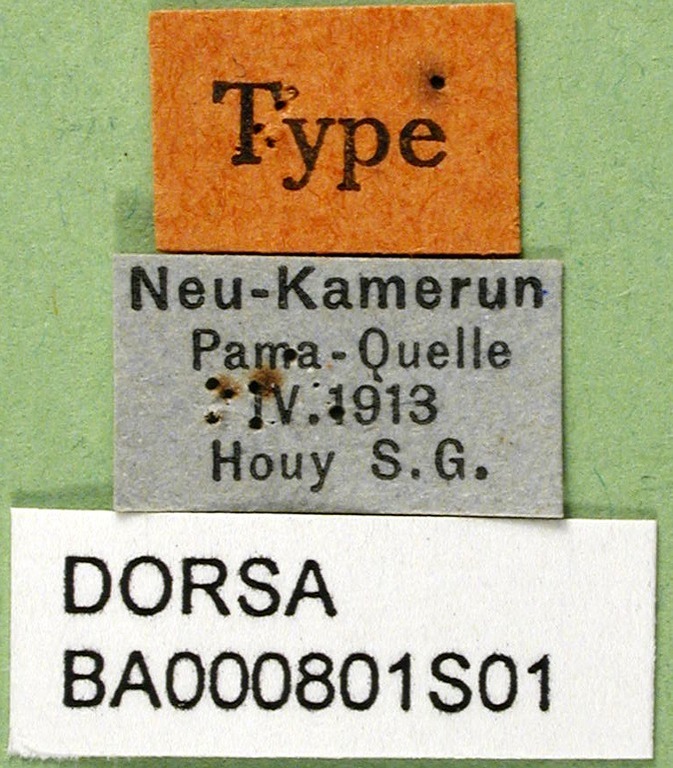 Type
Neu-Kamerun
Pama-Quelle
IV.1913
Houy S.G.
DORSA
BA000801S01